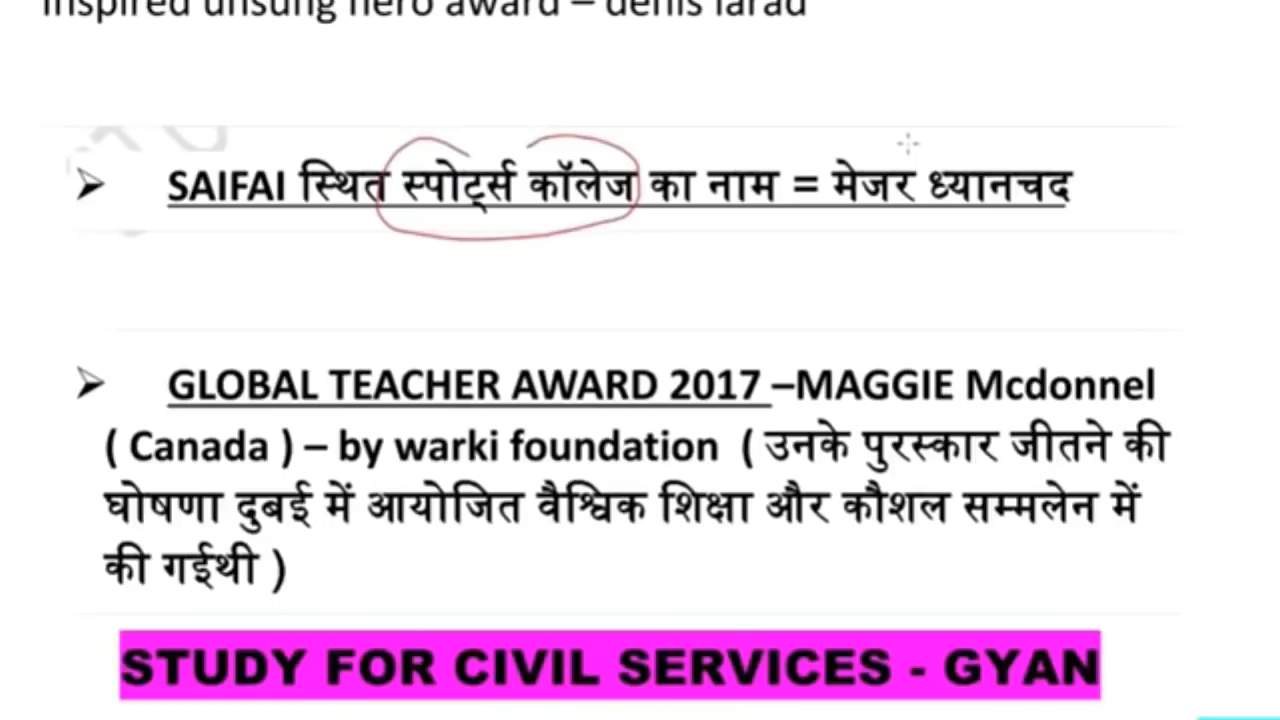 inspired unsung hero award – denis farad
➢ SAIFAI स्थित स्पोर्ट्स कॉलेज का नाम = मेजर ध्यानचद
➢ GLOBAL TEACHER AWARD 2017 –MAGGIE Mcdonnel
( Canada ) – by warki foundation ( उनके पुरस्कार जीतने की
घोषणा दुबई में आयोजित वैश्विक शिक्षा और कौशल सम्मलेन में
की गईथी )
STUDY FOR CIVIL SERVICES - GYAN